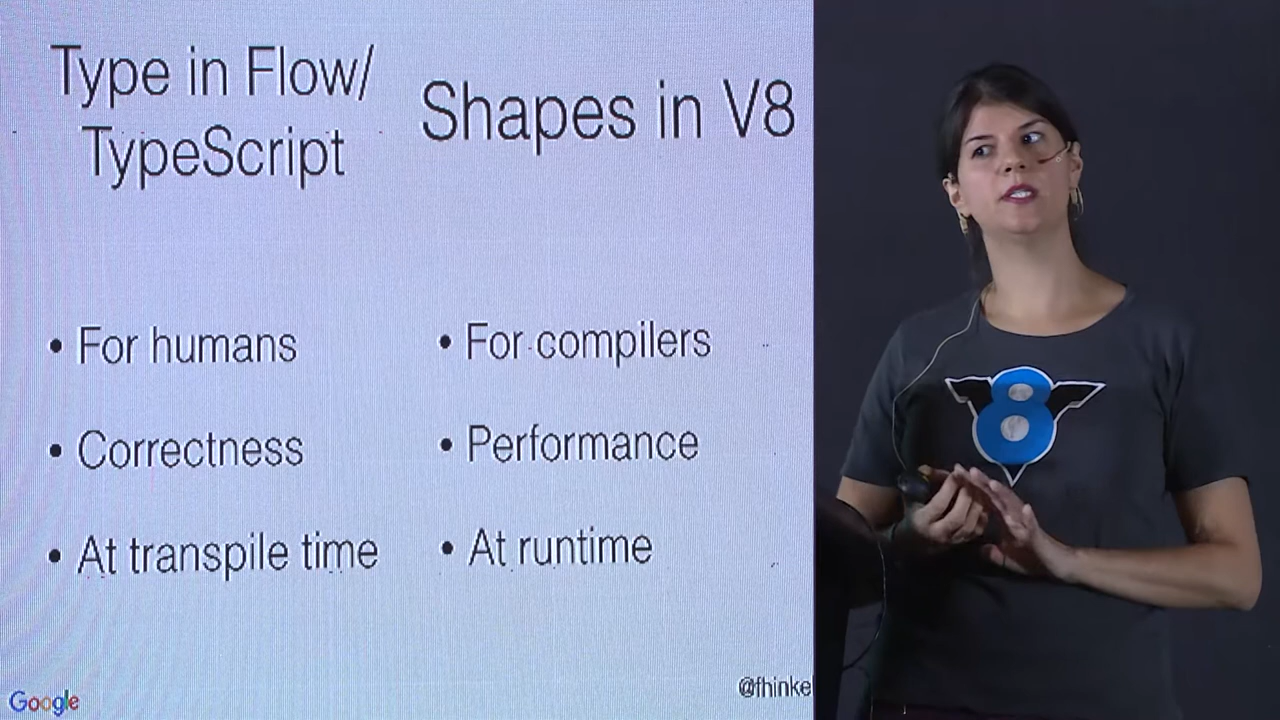 Type in Flow/
TypeScript
Shapes in V8
• For humans
• Correctness
• At transpile time
• For compilers
• Performance
• At runtime
8
Google
@fhinkel